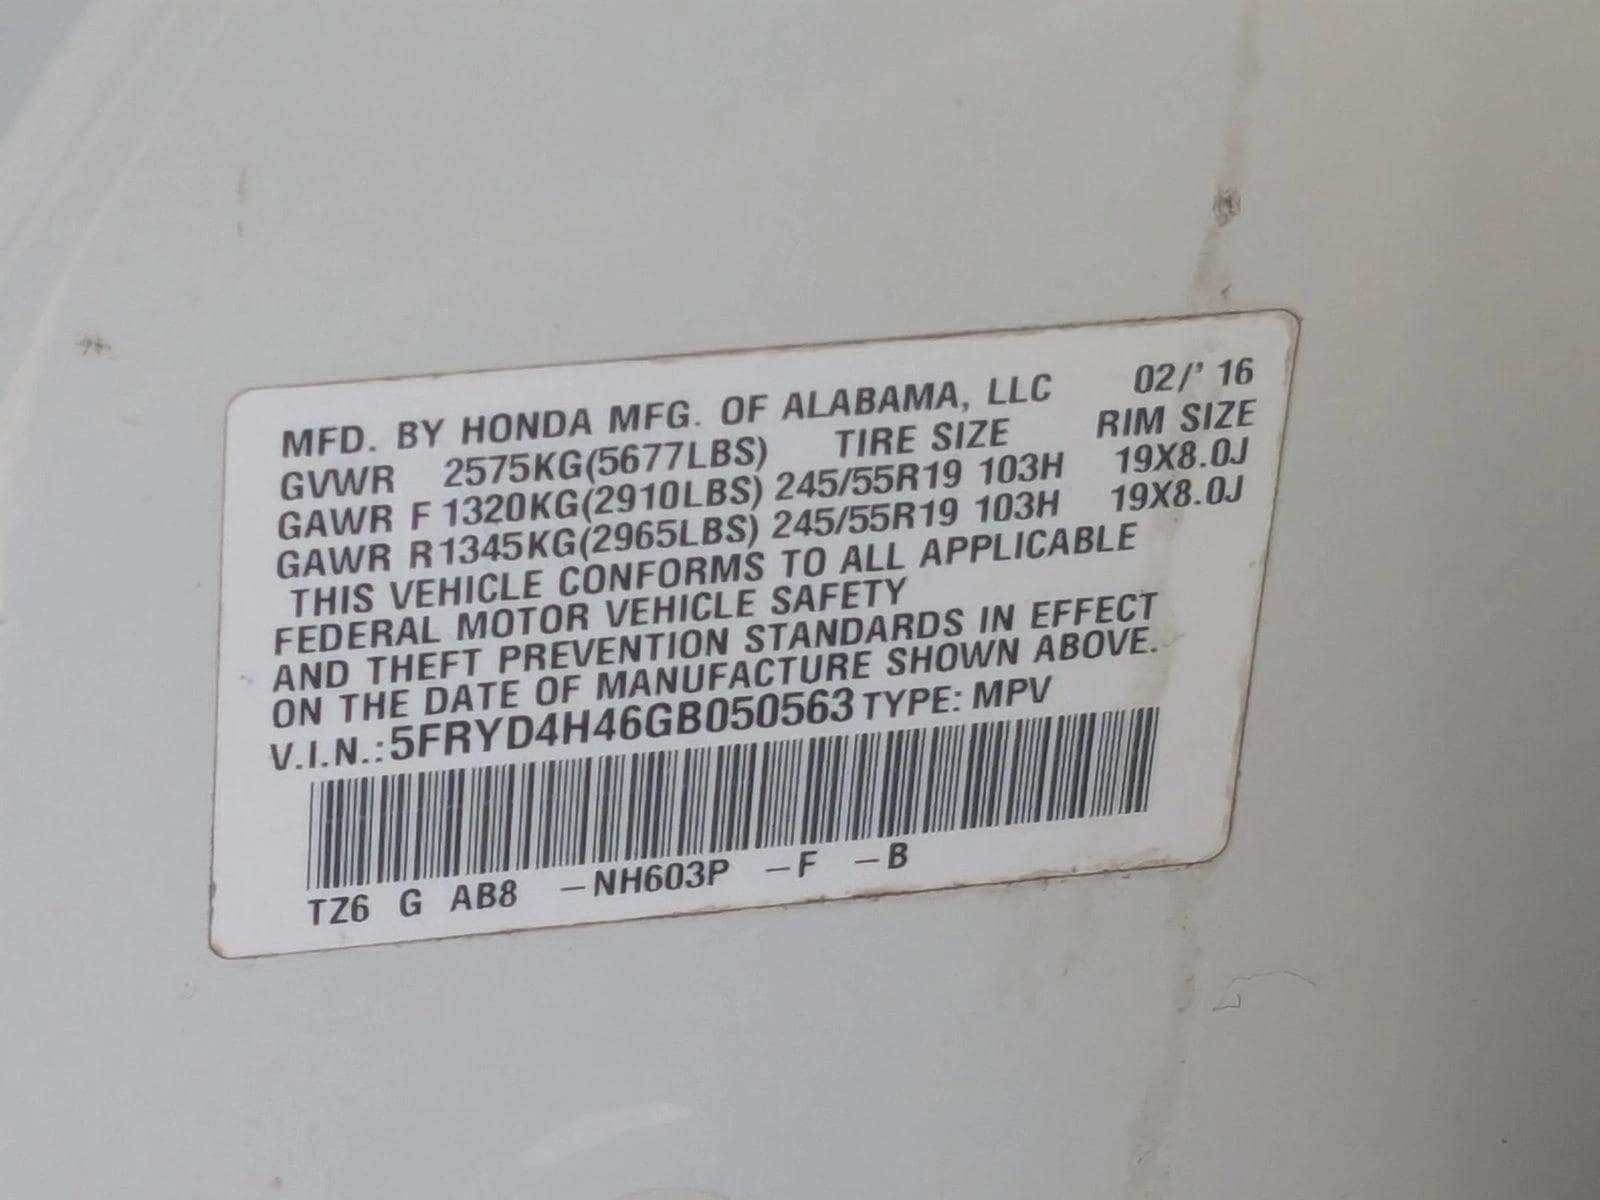 MFD. BY HONDA MFG. OF ALABAMA, LLC 02/' 16
GVWR 2575KG(5677LBS) TIRE SIZE RIM SIZE
GAWR F 1320KG(2910LBS) 245/55R19 103H 19X8.0J
GAWR R 1345KG(2965LBS) 245/55R19 103H 19X8.0J
THIS VEHICLE CONFORMS TO ALL APPLICABLE
FEDERAL MOTOR VEHICLE SAFETY
AND THEFT PREVENTION STANDARDS IN EFFECT
ON THE DATE OF MANUFACTURE SHOWN ABOVE.
V.I.N.:5FRYD4H46GB050563 TYPE: MPV
TZ6 G AB8 –NH603P –F –B